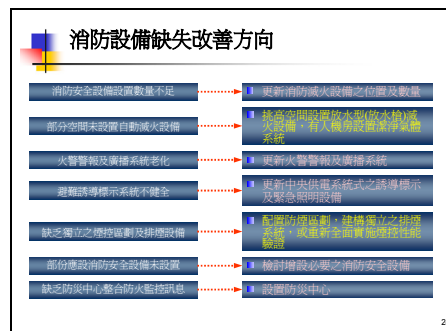 消防設備缺失改善方向
消防安全設備設置數量不足
更新消防滅火設備之位置及數量
部分空間未設置自動滅火設備
挑高空間設置放水型(放水槍)滅
火設備，有人機房設置潔淨氣體
系統
火警警報及廣播系統老化
更新火警警報及廣播系統
避難誘導標示系統不健全
更新中央供電系統式之誘導標示
及緊急照明設備
缺乏獨立之煙控區劃及排煙設備
配置防煙區劃，建構獨立之排煙
系統，或重新全面實施煙控性能
驗證
部份應設消防安全設備未設置
檢討增設必要之消防安全設備
缺乏防災中心整合防火監控訊息
設置防災中心
2